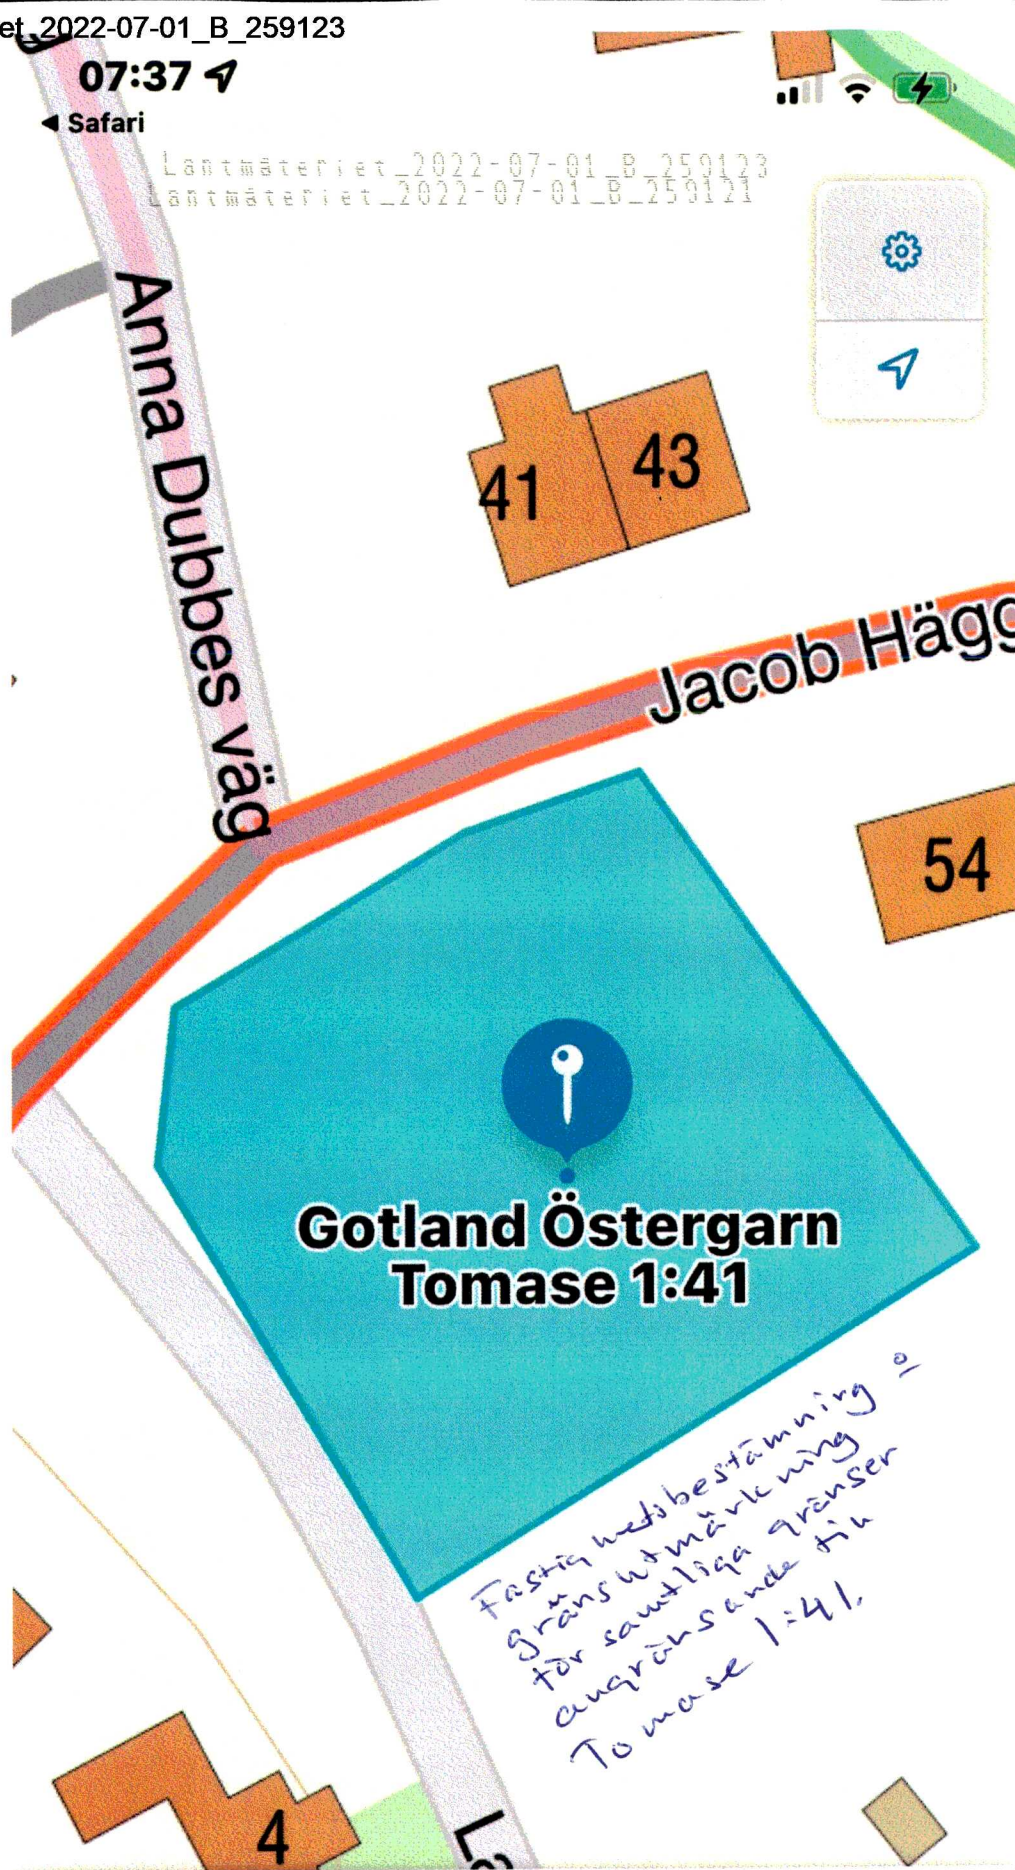 et_2022-07-01_B_259123
07:37
Safari
Lantmäteriet_2022-07-01_B_259123
Lantmäteriet_2022-07-01_B_259121
Anna Dubbes väg
41
43
Jacob Hägg
54
Gotland Östergarn
Tomase 1:41
Fastighetsbestämning o
gränsutmärkning
för samtliga gränser
angränsande till
Tomase 1:41.
4
La